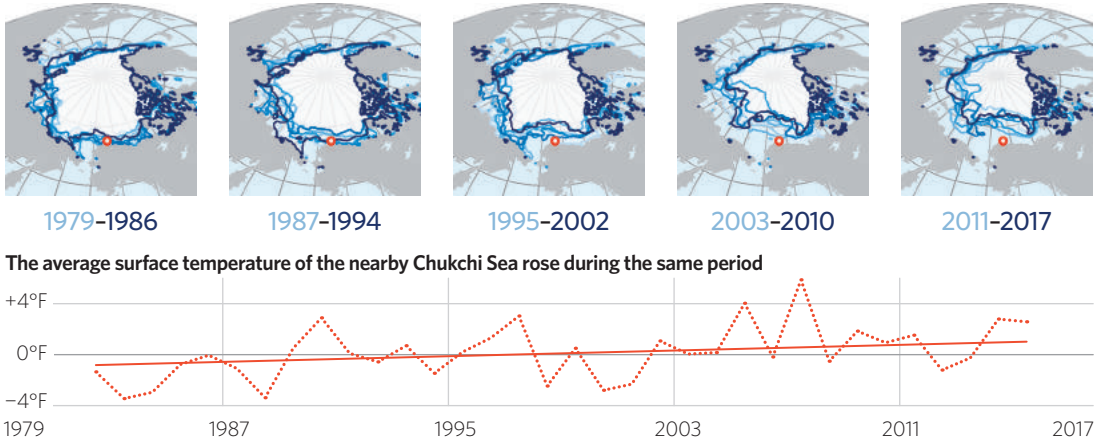 1979–1986
1987–1994
1995–2002
2003–2010
2011–2017
The average surface temperature of the nearby Chukchi Sea rose during the same period
+4°F
0°F
−4°F
1979
1987
1995
2003
2011
2017